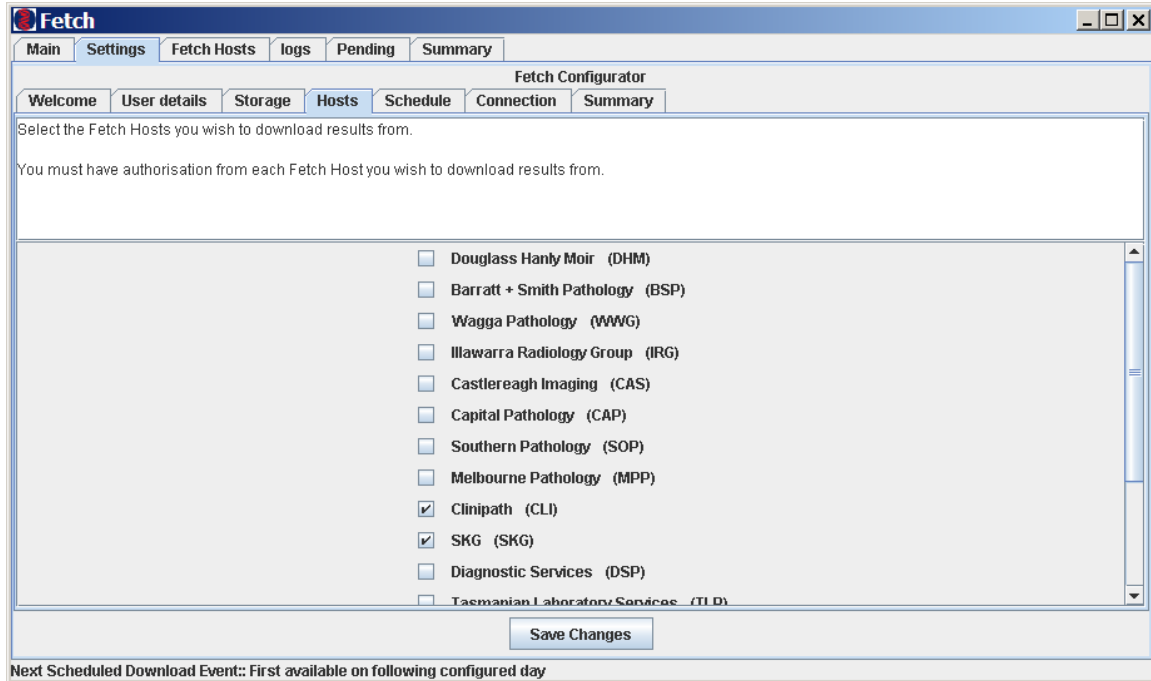 Fetch
Main Settings Fetch Hosts logs Pending Summary
Fetch Configurator
Welcome User details Storage Hosts Schedule Connection Summary
Select the Fetch Hosts you wish to download results from.
You must have authorisation from each Fetch Host you wish to download results from.
Douglass Hanly Moir (DHM)
Barratt + Smith Pathology (BSP)
Wagga Pathology (WWG)
Illawarra Radiology Group (IRG)
Castlereagh Imaging (CAS)
Capital Pathology (CAP)
Southern Pathology (SOP)
Melbourne Pathology (MPP)
Clinipath (CLI)
SKG (SKG)
Diagnostic Services (DSP)
Tasmanian Laboratory Services (TLP)
Save Changes
Next Scheduled Download Event:: First available on following configured day